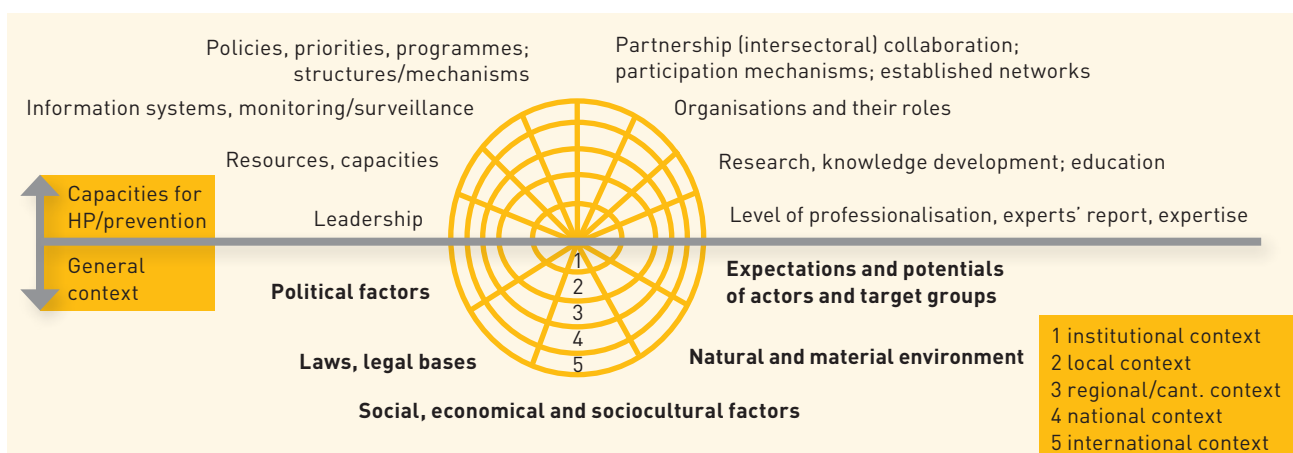 Policies, priorities, programmes;
structures/mechanisms
Partnership (intersectoral) collaboration;
participation mechanisms; established networks
Information systems, monitoring/surveillance
Organisations and their roles
Resources, capacities
Research, knowledge development; education
Capacities for
HP/prevention
Leadership
Level of professionalisation, experts’ report, expertise
General
context
Political factors
1
2
3
4
5
Expectations and potentials
of actors and target groups
Laws, legal bases
Natural and material environment
Social, economical and sociocultural factors
1 institutional context
2 local context
3 regional/cant. context
4 national context
5 international context